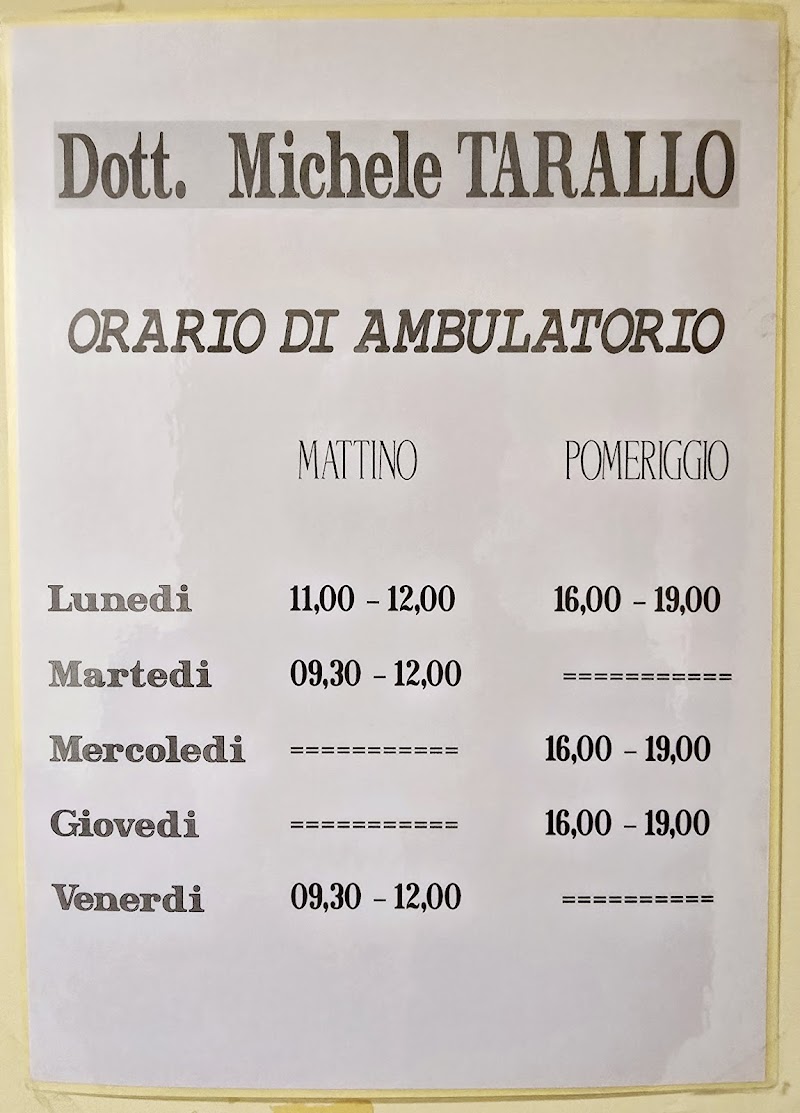 Dott. Michele TARALLO
ORARIO DI AMBULATORIO
MATTINO POMERIGGIO
Lunedi 11,00 – 12,00 16,00 – 19,00
Martedi 09,30 – 12,00 ===========
Mercoledi =========== 16,00 – 19,00
Giovedi =========== 16,00 – 19,00
Venerdi 09,30 – 12,00 ==========